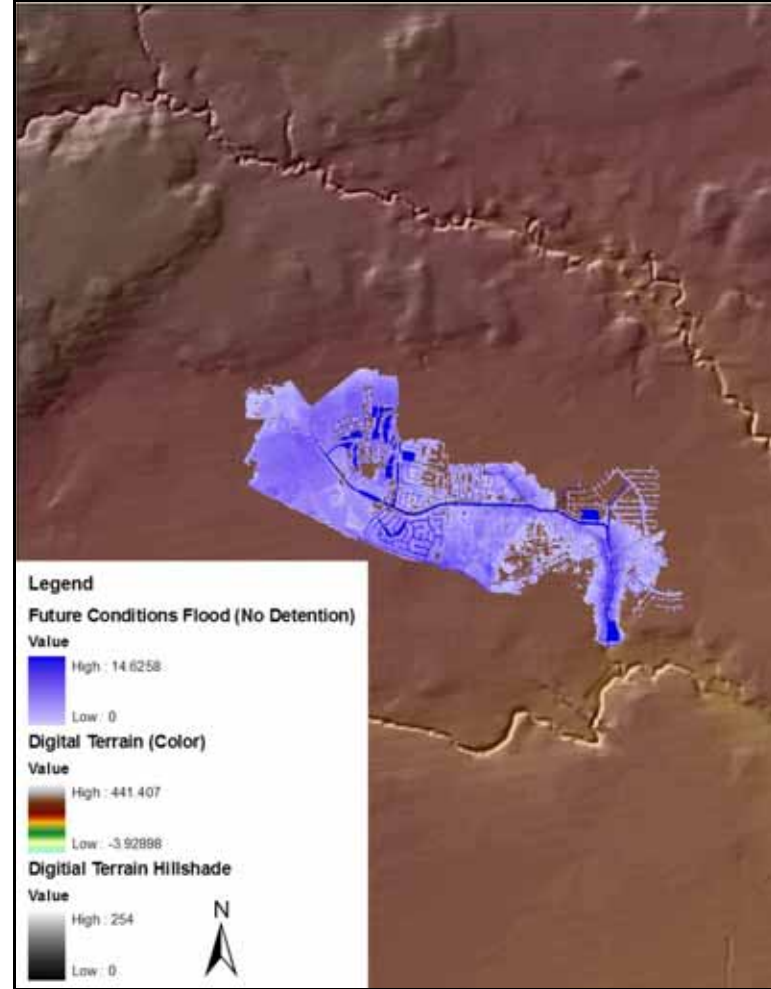 Legend
Future Conditions Flood (No Detention)
Value
High : 14.6258
Low : 0
Digital Terrain (Color)
Value
High : 441.407
Low : -3.92898
Digitial Terrain Hillshade
Value
High : 254
Low : 0
N